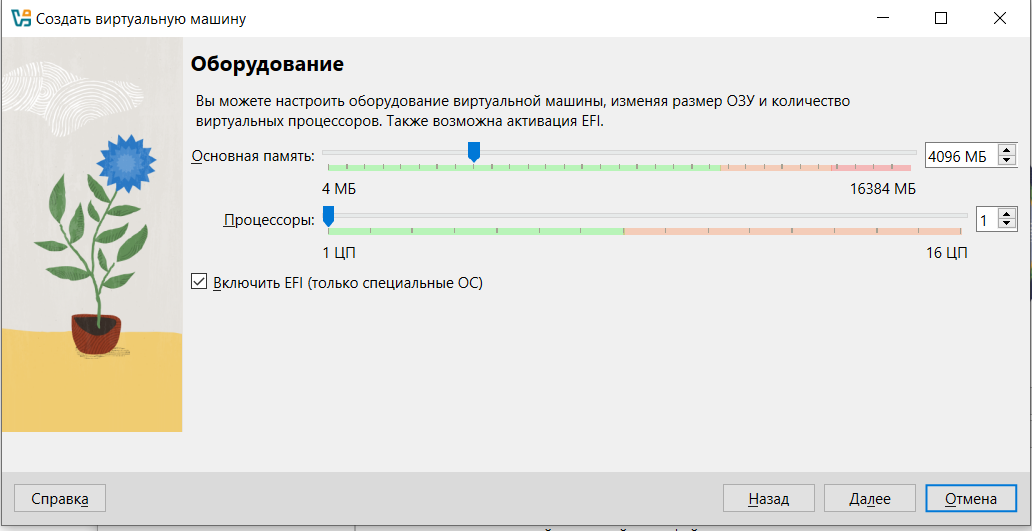 Создать виртуальную машину
Оборудование
Вы можете настроить оборудование виртуальной машины, изменяя размер ОЗУ и количество
виртуальных процессоров. Также возможна активация EFI.
Основная память:
4096 МБ
4 МБ
16384 МБ
Процессоры:
1
1 ЦП
16 ЦП
Включить EFI (только специальные ОС)
Справка
Назад
Далее
Отмена